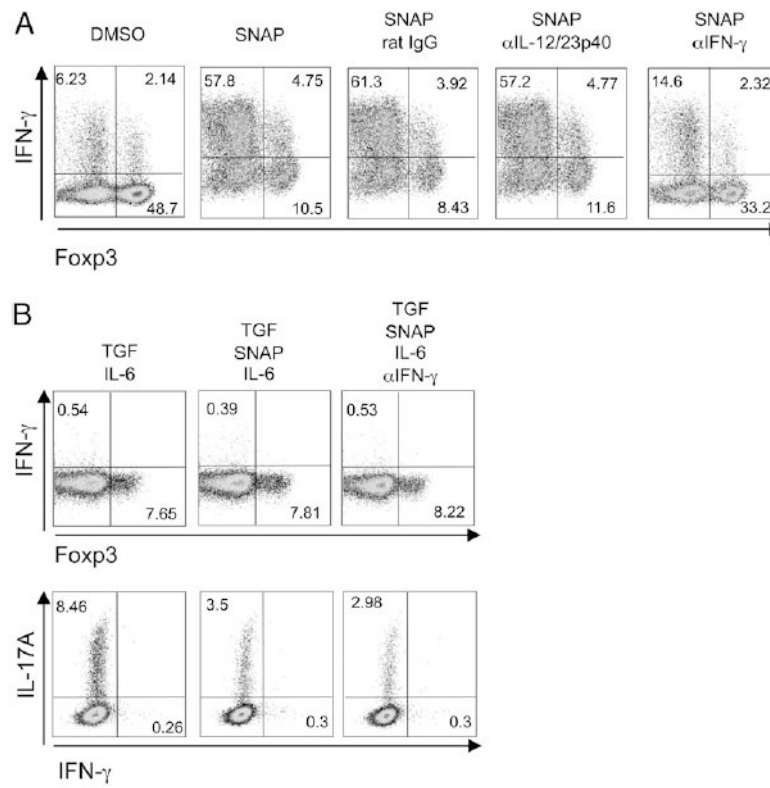 A
DMSO
SNAP
SNAP
rat IgG
SNAP
αIL-12/23p40
SNAP
αIFN-γ
IFN-γ
6.23 2.14
48.7
57.8 4.75
10.5
61.3 3.92
8.43
57.2 4.77
11.6
14.6 2.32
33.2
Foxp3
B
TGF
IL-6
TGF
SNAP
IL-6
TGF
SNAP
IL-6
αIFN-γ
IFN-γ
0.54
7.65
0.39
7.81
0.53
8.22
Foxp3
IL-17A
8.46
0.26
3.5
0.3
2.98
0.3
IFN-γ